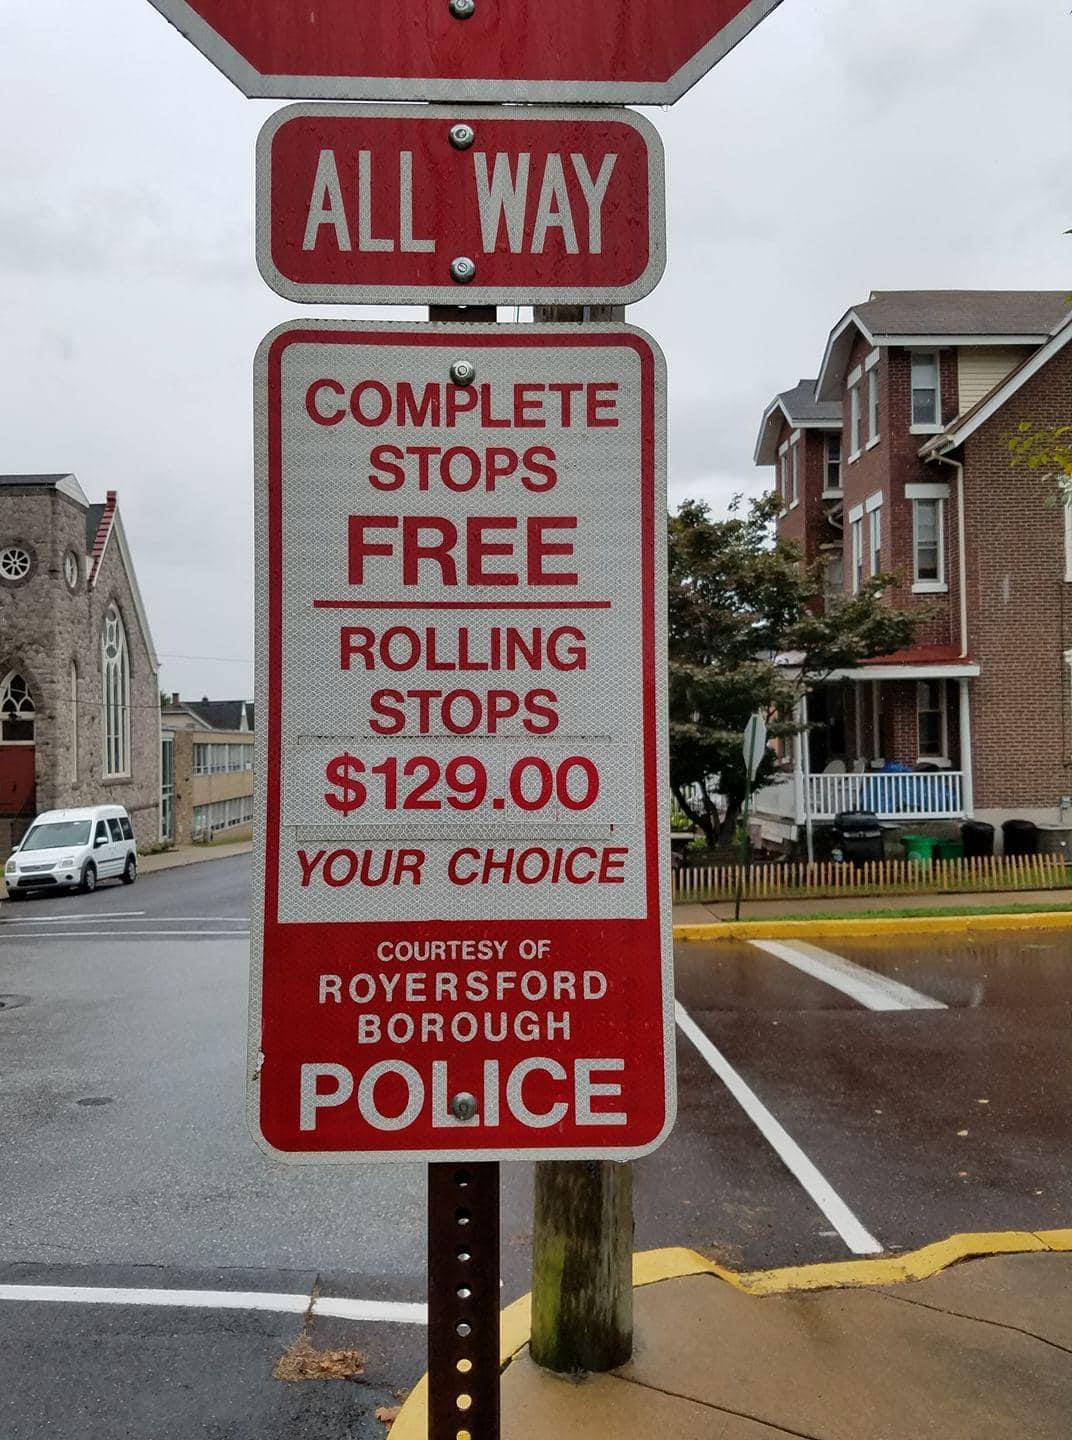 ALL WAY
COMPLETE
STOPS
FREE
ROLLING
STOPS
$129.00
YOUR CHOICE
COURTESY OF
ROYERSFORD
BOROUGH
POLICE